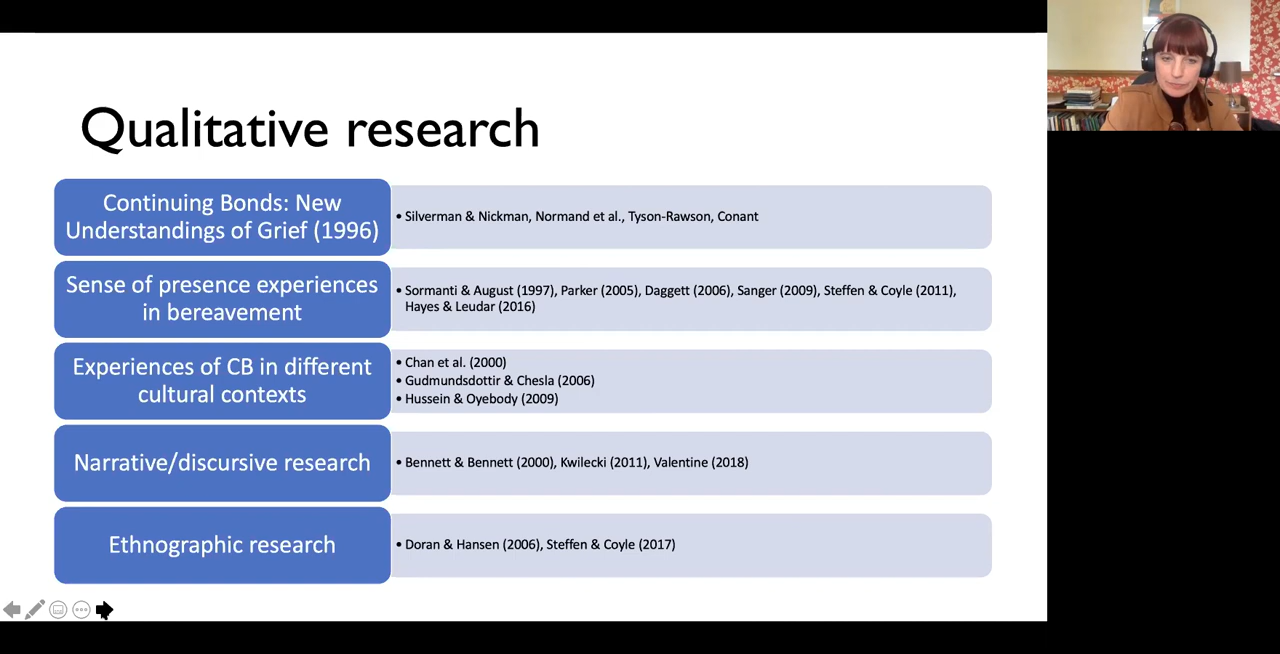 Qualitative research
Continuing Bonds: New
Understandings of Grief (1996)
• Silverman & Nickman, Normand et al., Tyson-Rawson, Conant
Sense of presence experiences
in bereavement
• Sormanti & August (1997), Parker (2005), Daggett (2006), Sanger (2009), Steffen & Coyle (2011),
Hayes & Leudar (2016)
Experiences of CB in different
cultural contexts
• Chan et al. (2000)
• Gudmundsdottir & Chesla (2006)
• Hussein & Oyebody (2009)
Narrative/discursive research
• Bennett & Bennett (2000), Kwilecki (2011), Valentine (2018)
Ethnographic research
• Doran & Hansen (2006), Steffen & Coyle (2017)